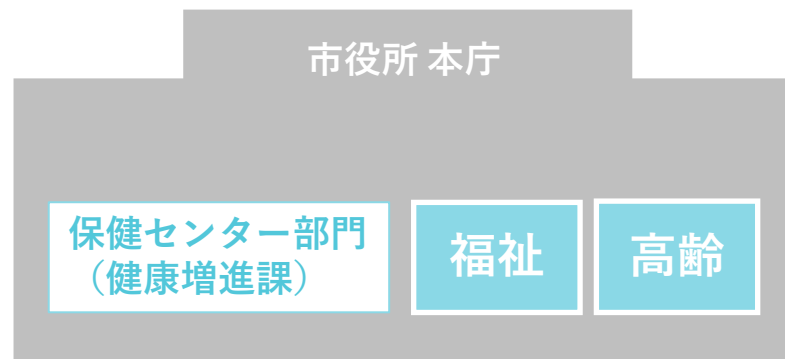 市役所 本庁
保健センター部門
（健康増進課）
福祉
高齢